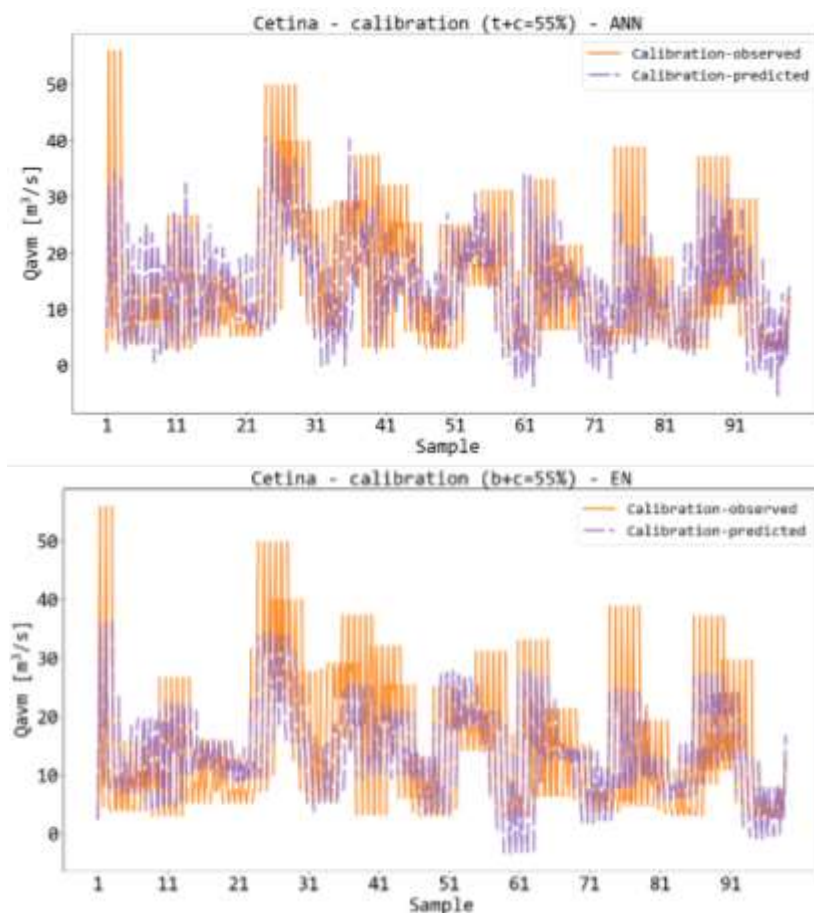 Cetina - calibration (t+c=55%) - ANN
Calibration-observed
Calibration-predicted
50
40
30
20
10
0
Qavm [m³/s]
1 11 21 31 41 51 61 71 81 91
Sample
Cetina - calibration (b+c=55%) - EN
Calibration-observed
Calibration-predicted
50
40
30
20
10
0
Qavm [m³/s]
1 11 21 31 41 51 61 71 81 91
Sample